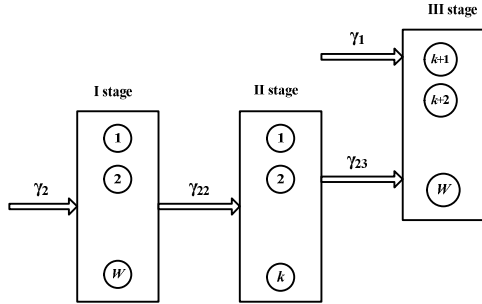 III stage
γ1
k+1
I stage
II stage
k+2
1
1
2
2
γ23
γ2
γ22
W
W
k